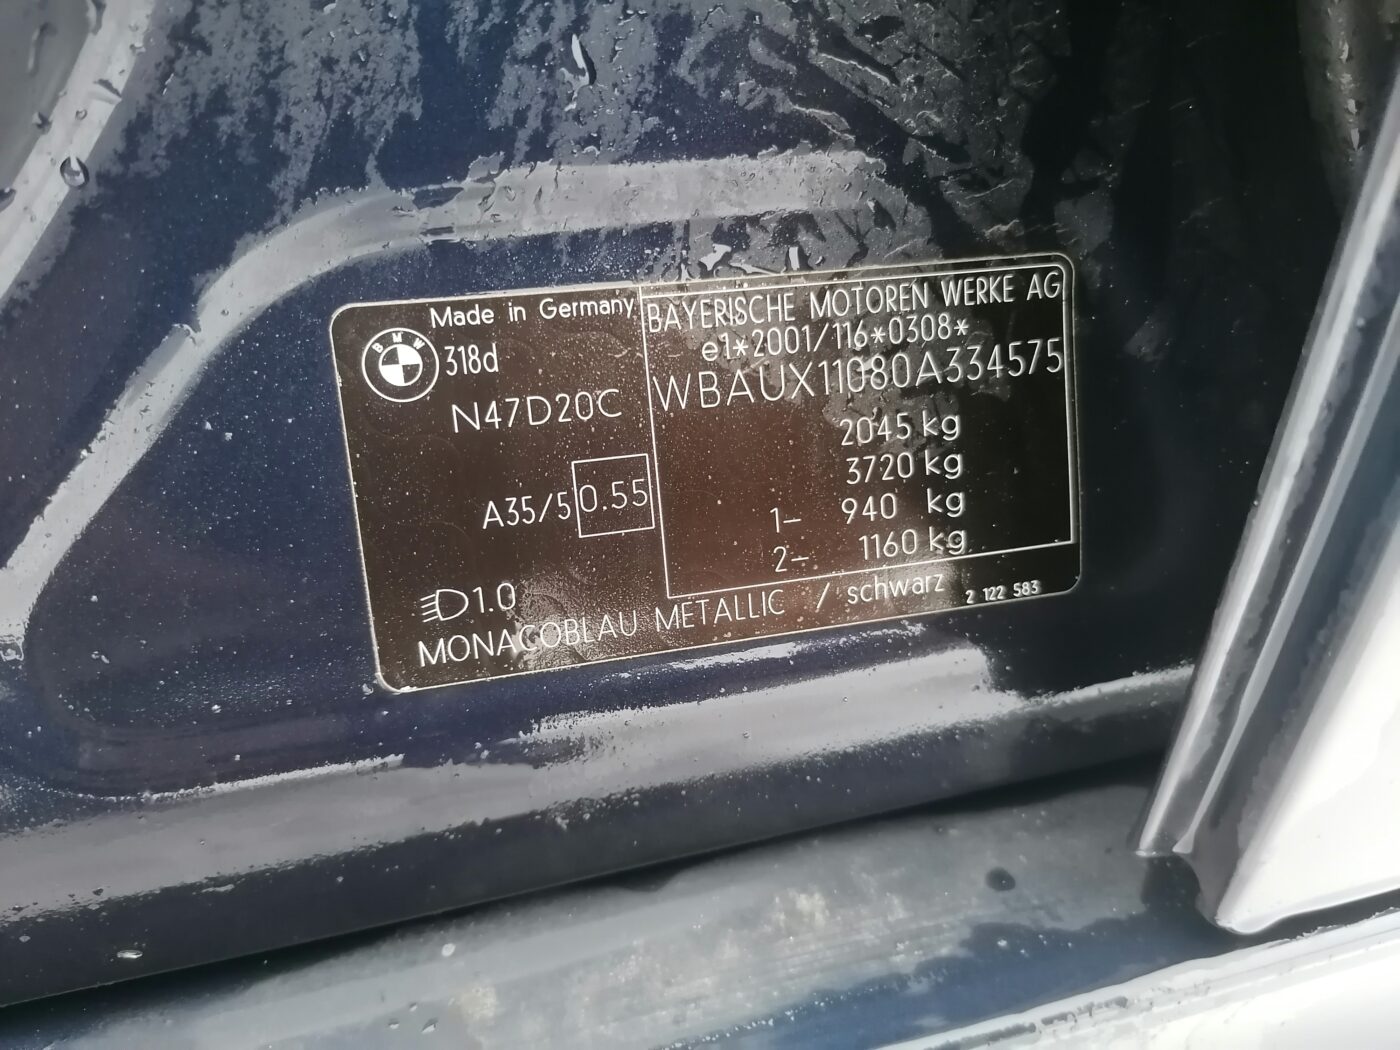 Made in Germany
BMW
318d
N47D20C
A35/5 0.55
1.0
BAYERISCHE MOTOREN WERKE AG
e1*2001/116*0308*
WBAUX11080A334575
2045 kg
3720 kg
1– 940 kg
2– 1160 kg
MONACOBLAU METALLIC / schwarz
2 122 583